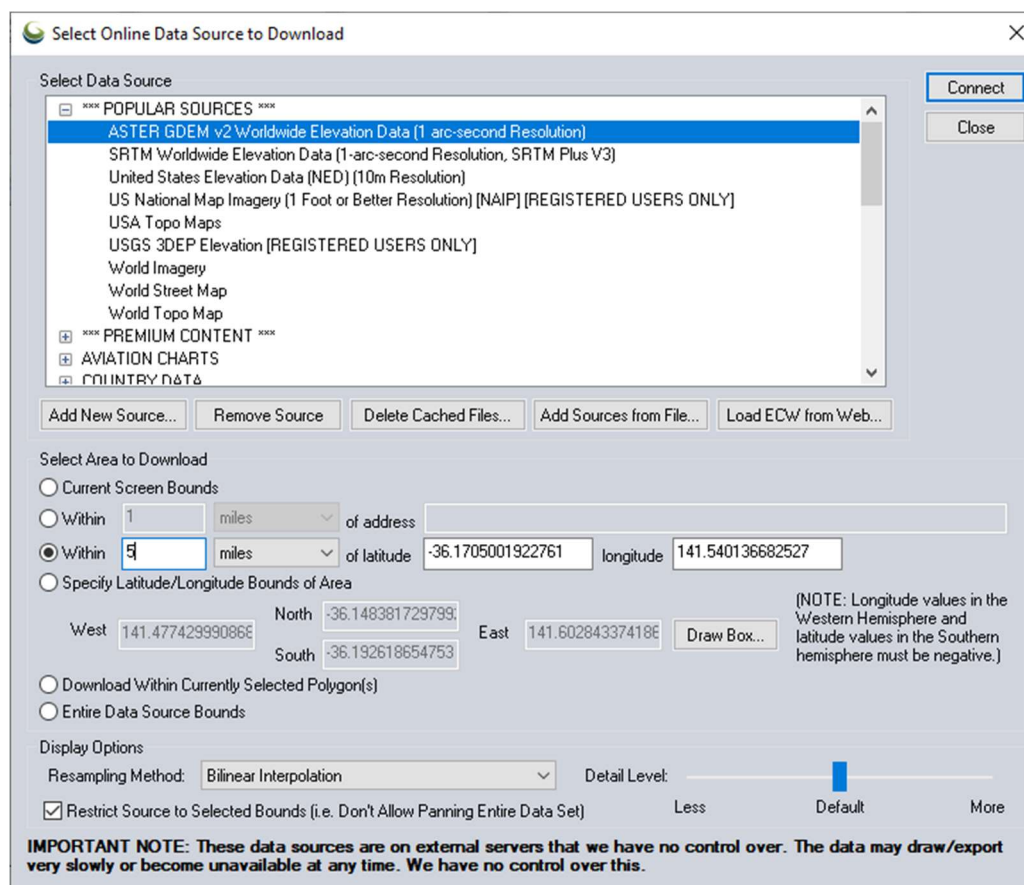 Select Online Data Source to Download
Select Data Source
*** POPULAR SOURCES ***
ASTER GDEM v2 Worldwide Elevation Data (1 arc-second Resolution)
SRTM Worldwide Elevation Data (1-arc-second Resolution, SRTM Plus V3)
United States Elevation Data (NED) (10m Resolution)
US National Map Imagery (1 Foot or Better Resolution) [NAIP] [REGISTERED USERS ONLY]
USA Topo Maps
USGS 3DEP Elevation [REGISTERED USERS ONLY]
World Imagery
World Street Map
World Topo Map
*** PREMIUM CONTENT ***
AVIATION CHARTS
COUNTRY DATA
Connect
Close
Add New Source... Remove Source Delete Cached Files... Add Sources from File... Load ECW from Web...
Select Area to Download
Current Screen Bounds
Within 1 miles of address
Within 5 miles of latitude -36.1705001922761 longitude 141.540136682527
Specify Latitude/Longitude Bounds of Area
North -36.148381729799
West 141.477429990868 East 141.602843374186 Draw Box...
South -36.192618654753
(NOTE: Longitude values in the
Western Hemisphere and
latitude values in the Southern
hemisphere must be negative.)
Download Within Currently Selected Polygon(s)
Entire Data Source Bounds
Display Options
Resampling Method: Bilinear Interpolation Detail Level:
Restrict Source to Selected Bounds (i.e. Don't Allow Panning Entire Data Set) Less Default More
IMPORTANT NOTE: These data sources are on external servers that we have no control over. The data may draw/export
very slowly or become unavailable at any time. We have no control over this.